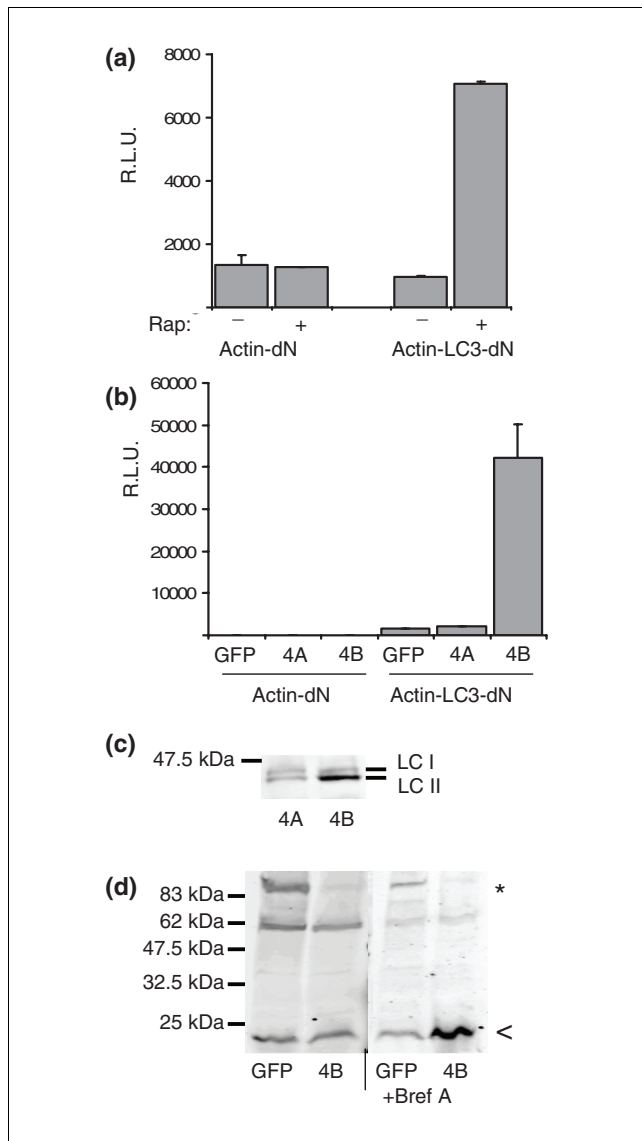 (a)
8000
6000
4000
2000
R.L.U.
Rap: – + – +
Actin-dN Actin-LC3-dN
(b)
60000
50000
40000
30000
20000
10000
R.L.U.
GFP 4A 4B GFP 4A 4B
Actin-dN Actin-LC3-dN
(c)
47.5 kDa
LC I
LC II
4A 4B
(d)
83 kDa *
62 kDa
47.5 kDa
32.5 kDa
25 kDa <
GFP 4B GFP 4B
+Bref A